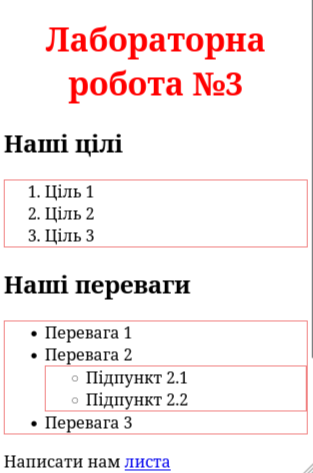 Лабораторна
робота №3
Наші цілі
1. Ціль 1
2. Ціль 2
3. Ціль 3
Наші переваги
• Перевага 1
• Перевага 2
◦ Підпункт 2.1
◦ Підпункт 2.2
• Перевага 3
Написати нам листа